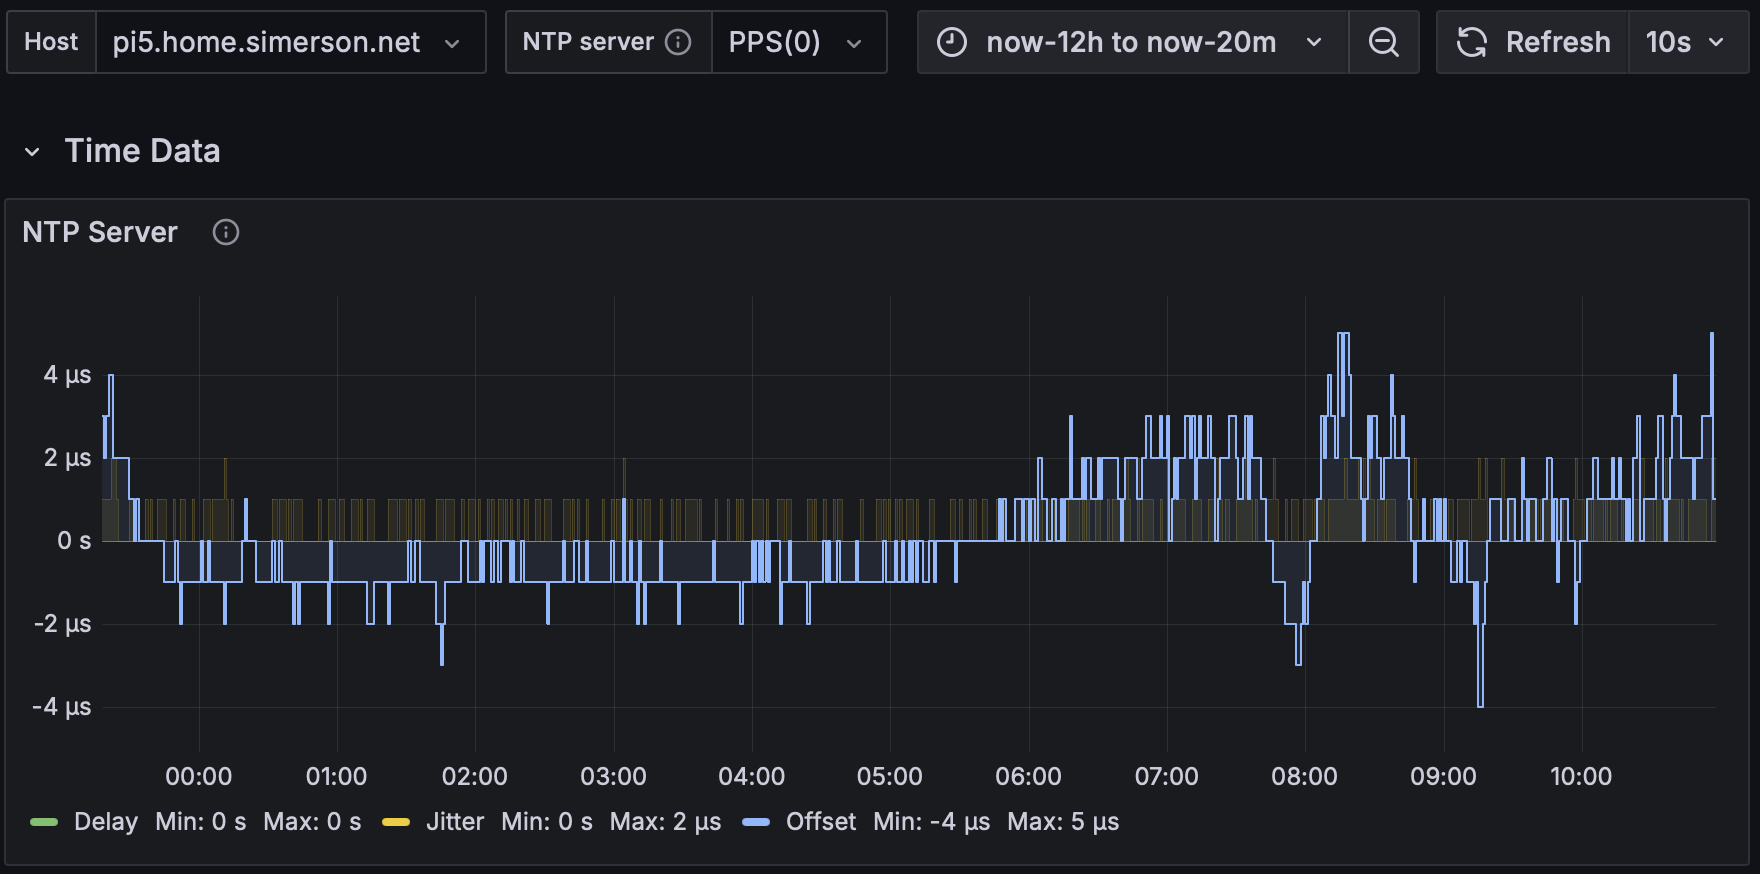 Host pi5.home.simerson.net NTP server PPS(0) now-12h to now-20m Refresh 10s
Time Data
NTP Server
4 µs
2 µs
0 s
-2 µs
-4 µs
00:00 01:00 02:00 03:00 04:00 05:00 06:00 07:00 08:00 09:00 10:00
Delay Min: 0 s Max: 0 s Jitter Min: 0 s Max: 2 µs Offset Min: -4 µs Max: 5 µs